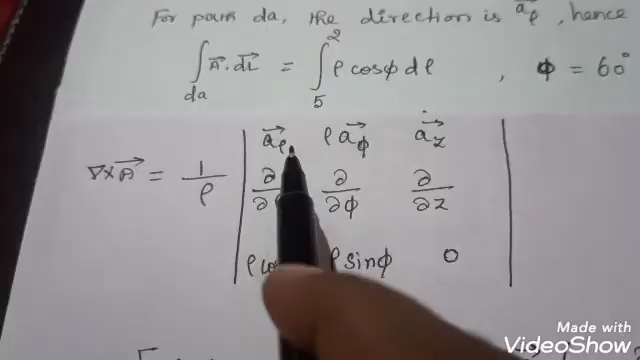 For path da, the direction is a⃗ρ, hence
∫da A⃗ . dL⃗ = ∫5 2 ρ cosϕ dρ , ϕ = 60°
∇×A⃗ = 1/ρ | a⃗ρ ρ a⃗ϕ a⃗z |
∂/∂ ∂/∂ϕ ∂/∂z
ρ sinϕ 0
Made with
VideoShow